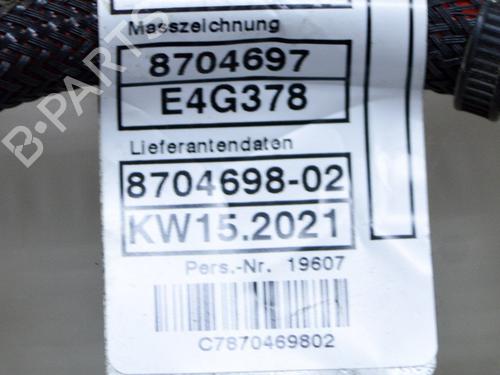 Masszeichnung
8704697
E4G378
Lieferantendaten
8704698-02
KW15.2021
Pers.-Nr. 19607
C7870469802
B-PARTS